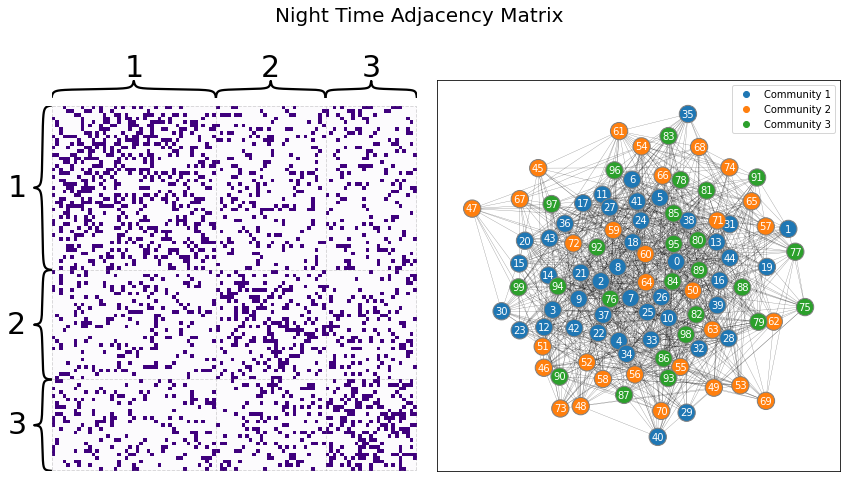 Night Time Adjacency Matrix
1 2 3
1
2
3
Community 1
Community 2
Community 3
35
61
83
54 68
45 96 66 78 74 91
6
11 41 5 81
67 97 17 27 65
47
36 59 24 85 38 71 31 57 1
20 43 72 92 18 95 80 13
60 77
15 14 21 8 0 89 44 19
99 94 2 64 84 50 16 88
30 3 9 76 7 26 39 75
23 12 42 37 22 25 10 82 63 79 62
51 4 34 33 98 32 28
46 90 52 58 56 86 55 93
49 53
73 48 87 70 29 69
40